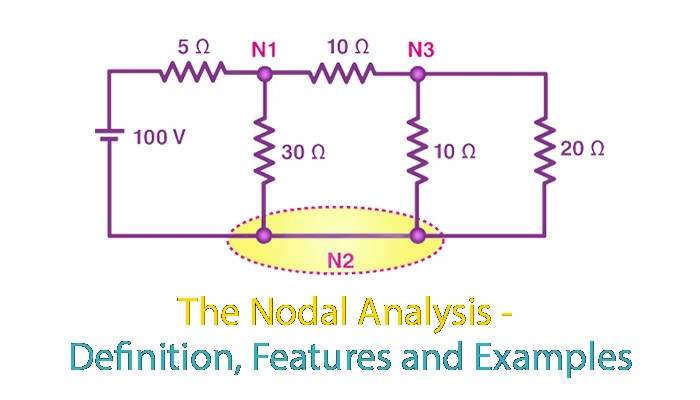 5 Ω
N1
10 Ω
N3
100 V
30 Ω
10 Ω
20 Ω
N2
The Nodal Analysis -
Definition, Features and Examples